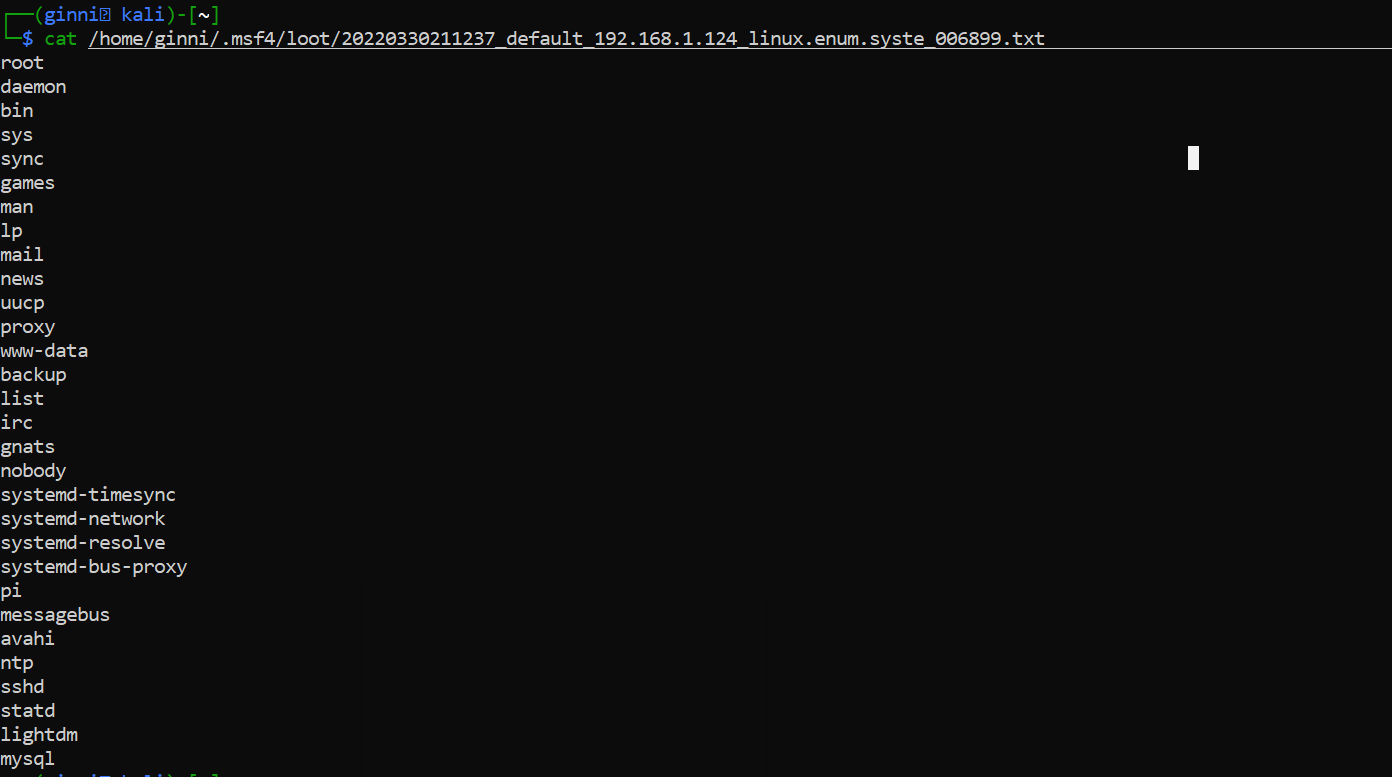 (ginni kali)-[~]
$ cat /home/ginni/.msf4/loot/20220330211237_default_192.168.1.124_linux.enum.syste_006899.txt
root
daemon
bin
sys
sync
games
man
lp
mail
news
uucp
proxy
www-data
backup
list
irc
gnats
nobody
systemd-timesync
systemd-network
systemd-resolve
systemd-bus-proxy
pi
messagebus
avahi
ntp
sshd
statd
lightdm
mysql